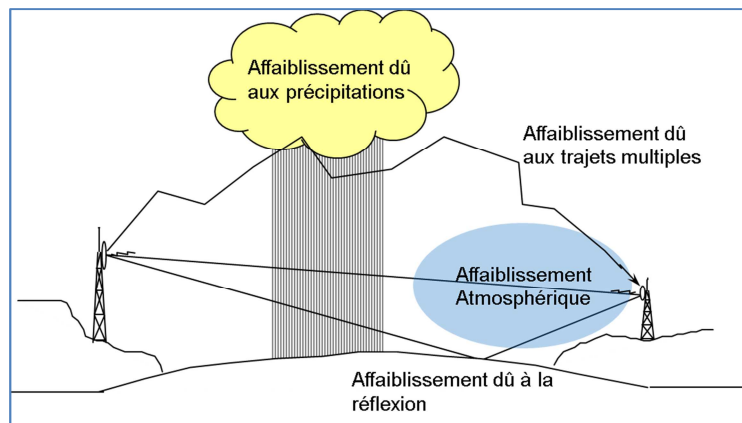 Affaiblissement dû
aux précipitations
Affaiblissement dû
aux trajets multiples
Affaiblissement
Atmosphérique
Affaiblissement dû à la
réflexion